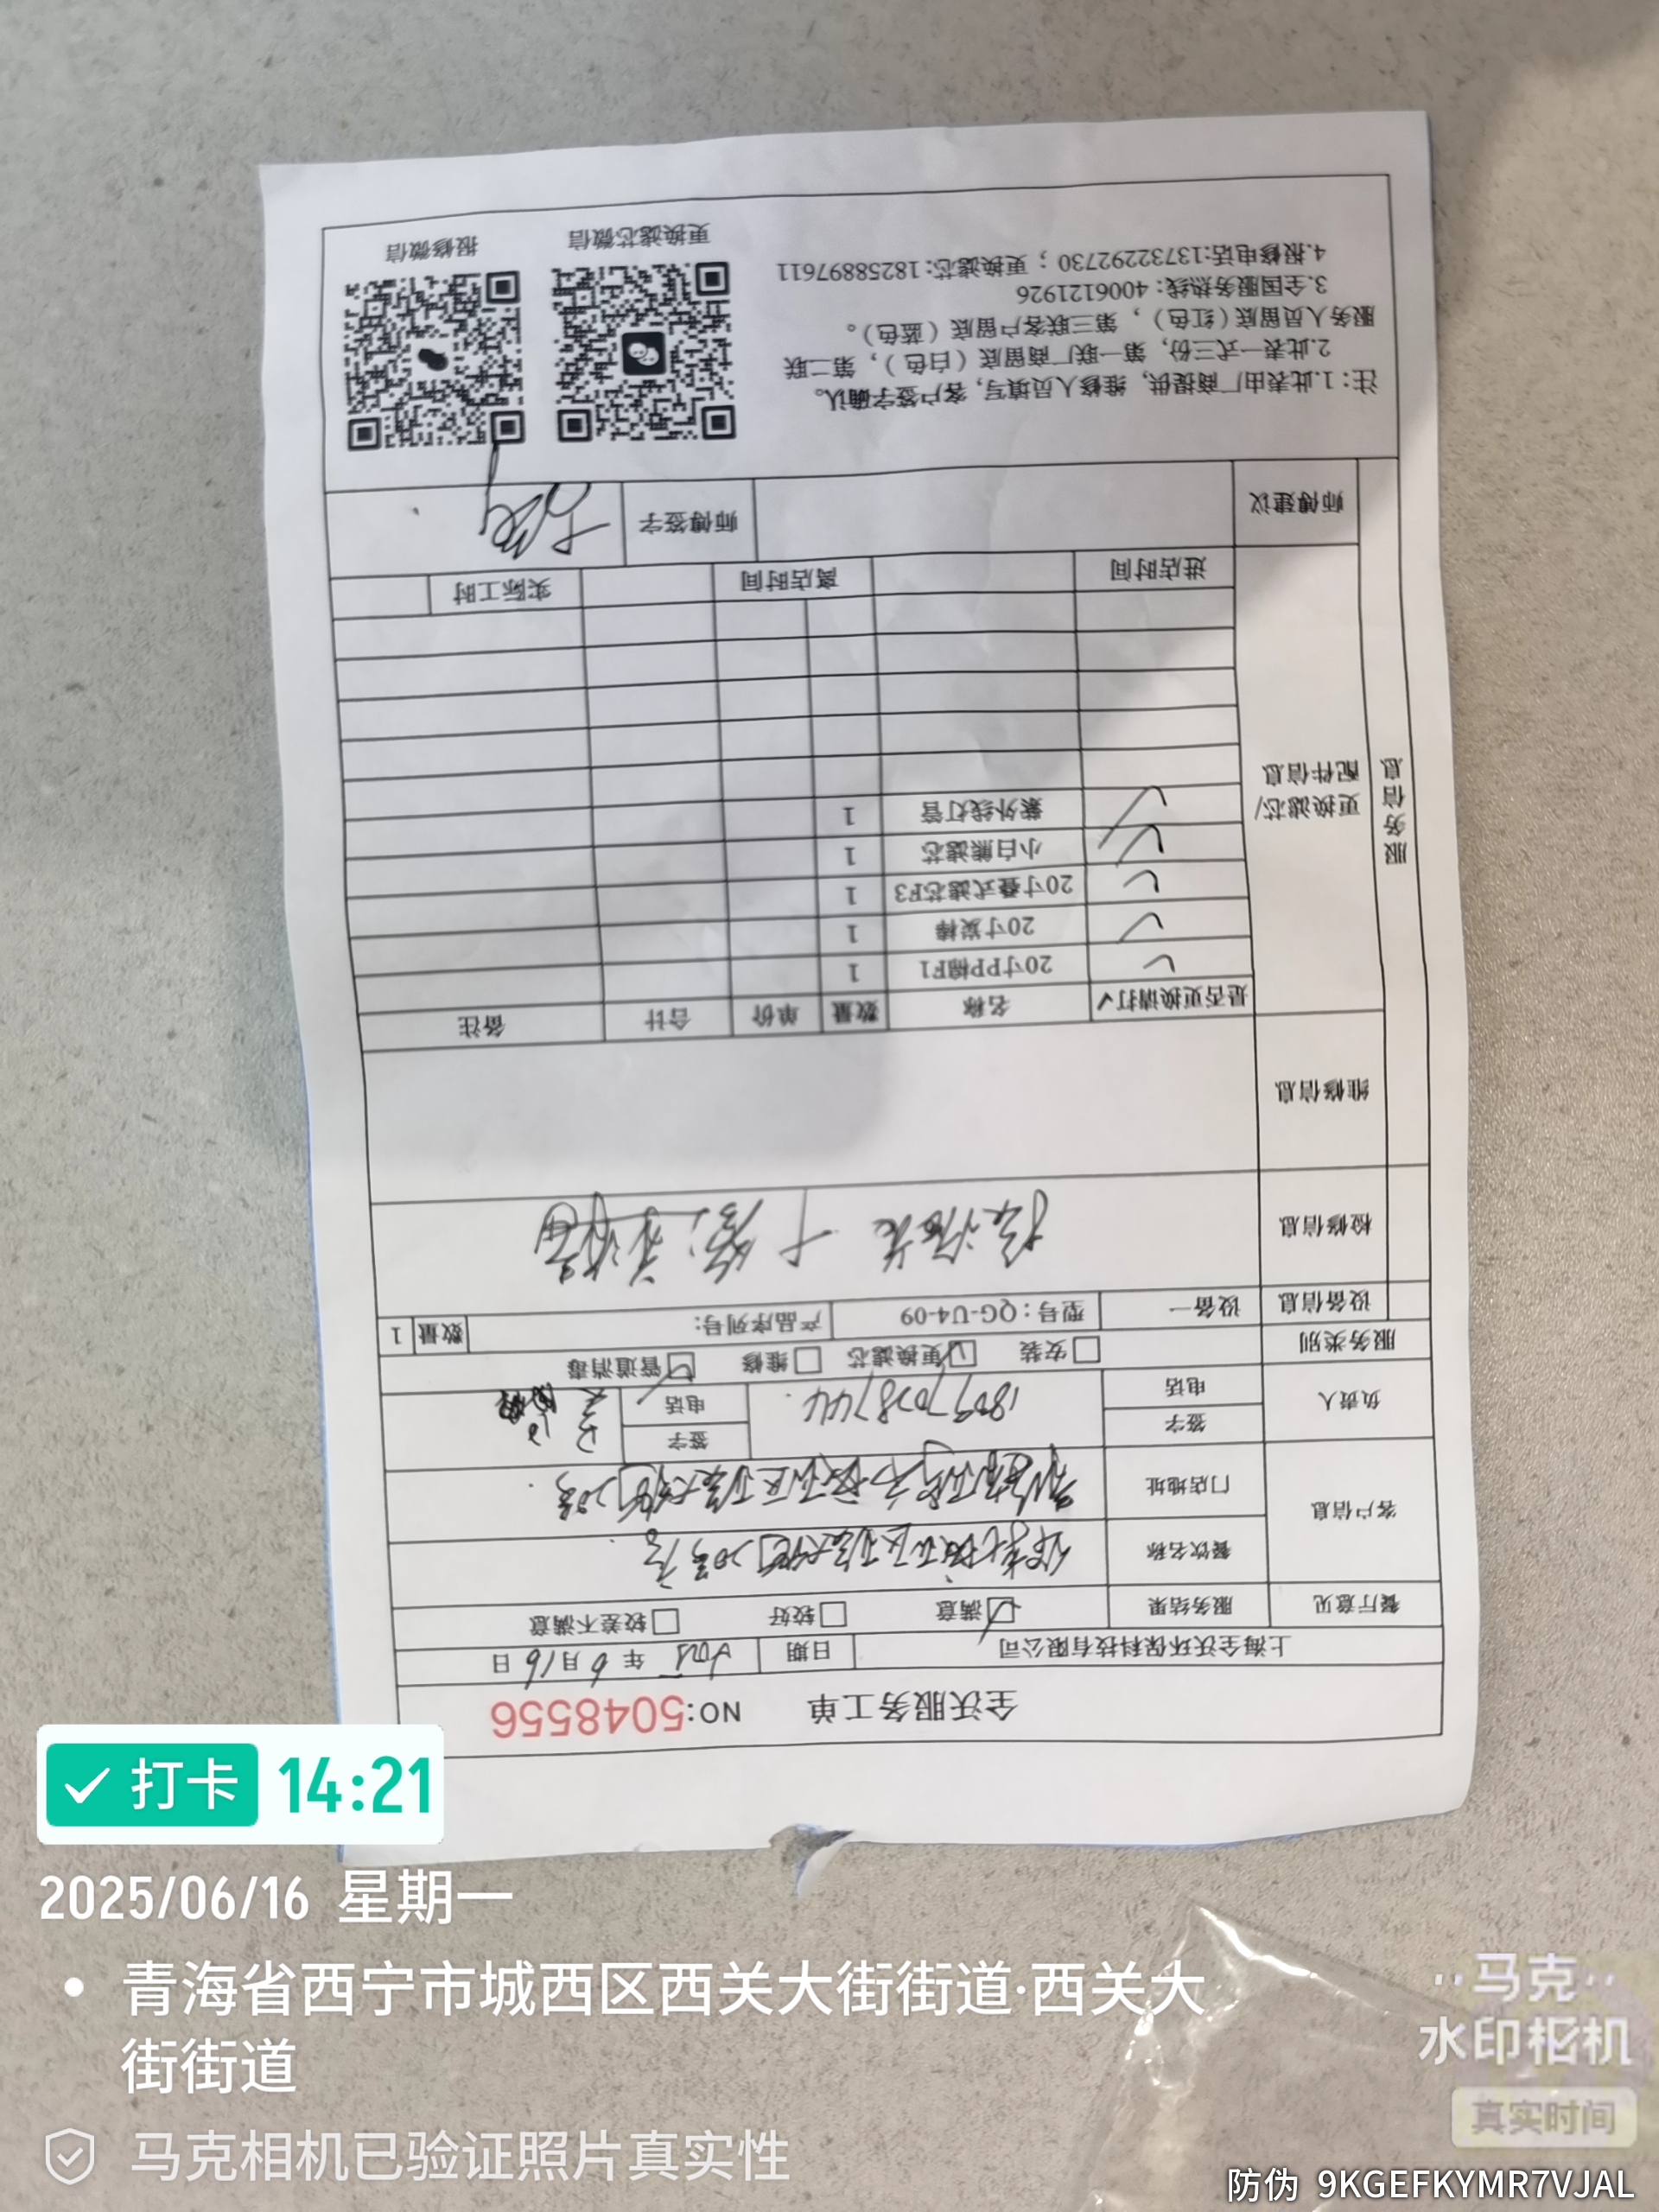 全沃服务工单 NO:5048556
上海全沃环保科技有限公司 日期 2025年6月16日
餐厅意见 服务结果 满意 较好 较差不满意
客户信息 餐饮名称
门店地址
负责人 签字 签字
电话 18097028744 电话
服务类别 安装 更换滤芯 维修 管道消毒
设备信息 设备一 型号：QG-U4-09 产品序列号： 数量 1
服务信息
检修信息
维修信息
更换滤芯/配件信息
是否更换请打✓ 名称 数量 单价 合计 备注
✓ 20寸PP棉F1 1
✓ 20寸炭棒 1
✓ 20寸叠式滤芯F3 1
✓ 小白熊滤芯 1
✓ 紫外线灯管 1
进店时间 离店时间 实际工时
师傅建议 师傅签字
注：1.此表由厂商提供，维修人员填写，客户签字确认。
2.此表一式三份，第一联厂商留底（白色），第二联
服务人员留底（红色），第三联客户留底（蓝色）。
3.全国服务热线：4006121926
4.报修电话:13732292730；更换滤芯:18258897611
更换滤芯微信 报修微信
打卡 14:21
2025/06/16 星期一
青海省西宁市城西区西关大街街道·西关大
街街道
马克相机已验证照片真实性
马克
水印相机
真实时间
防伪 9KGEFKYMR7VJAL